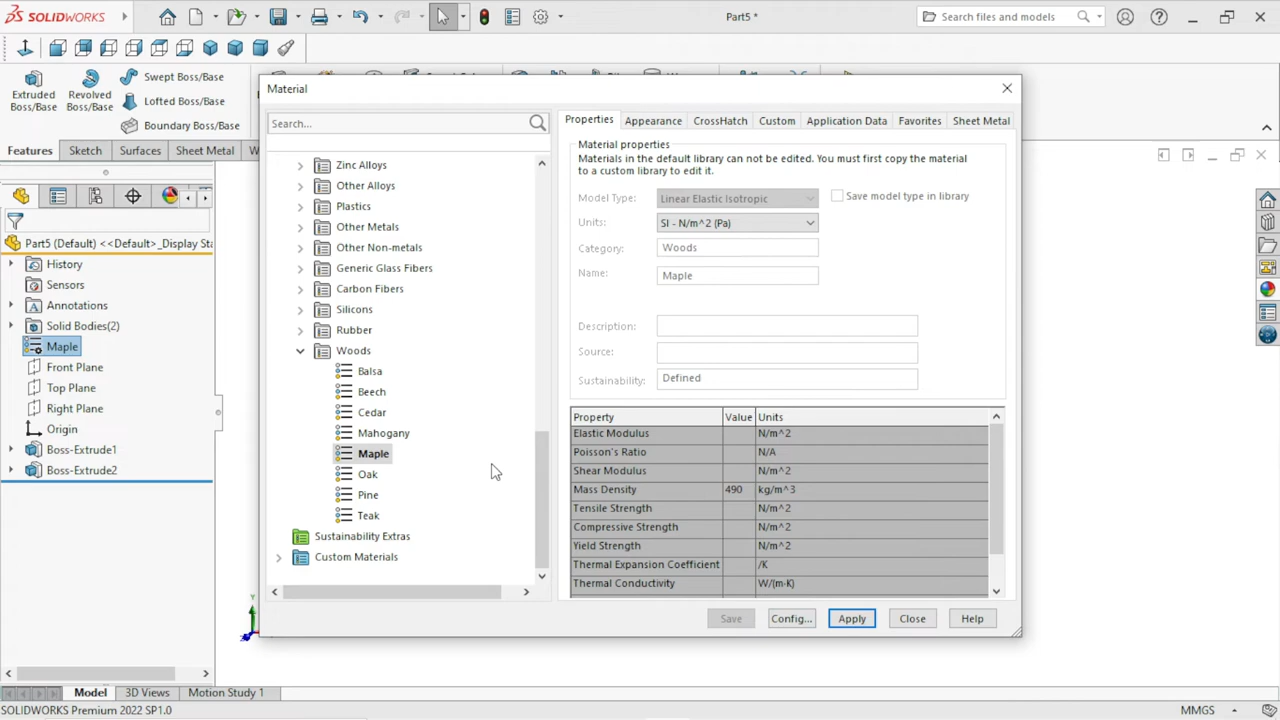 SOLIDWORKS
Part5 *
Search files and models
Extruded Boss/Base
Revolved Boss/Base
Swept Boss/Base
Lofted Boss/Base
Boundary Boss/Base
Features
Sketch
Surfaces
Sheet Metal
W
Part5 (Default) <<Default>_Display Sta
History
Sensors
Annotations
Solid Bodies(2)
Maple
Front Plane
Top Plane
Right Plane
Origin
Boss-Extrude1
Boss-Extrude2
Material
Search...
Zinc Alloys
Other Alloys
Plastics
Other Metals
Other Non-metals
Generic Glass Fibers
Carbon Fibers
Silicons
Rubber
Woods
Balsa
Beech
Cedar
Mahogany
Maple
Oak
Pine
Teak
Sustainability Extras
Custom Materials
Properties
Appearance
CrossHatch
Custom
Application Data
Favorites
Sheet Metal
Material properties
Materials in the default library can not be edited. You must first copy the material
to a custom library to edit it.
Model Type: Linear Elastic Isotropic
Save model type in library
Units: SI - N/m^2 (Pa)
Category: Woods
Name: Maple
Description:
Source:
Sustainability: Defined
Property Value Units
Elastic Modulus N/m^2
Poisson's Ratio N/A
Shear Modulus N/m^2
Mass Density 490 kg/m^3
Tensile Strength N/m^2
Compressive Strength N/m^2
Yield Strength N/m^2
Thermal Expansion Coefficient /K
Thermal Conductivity W/(m·K)
Save
Config...
Apply
Close
Help
Y
Model
3D Views
Motion Study 1
SOLIDWORKS Premium 2022 SP1.0
MMGS